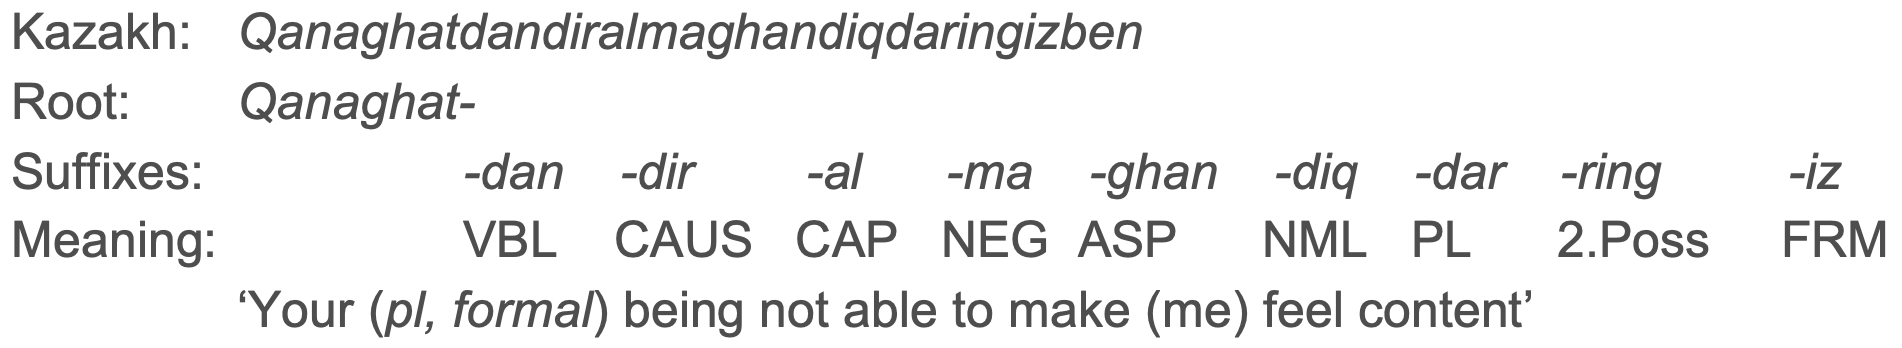 Kazakh: Qanaghatdandiralmaghandiqdaringizben
Root: Qanaghat-
Suffixes: -dan -dir -al -ma -ghan -diq -dar -ring -iz
Meaning: VBL CAUS CAP NEG ASP NML PL 2.Poss FRM
‘Your (pl, formal) being not able to make (me) feel content’